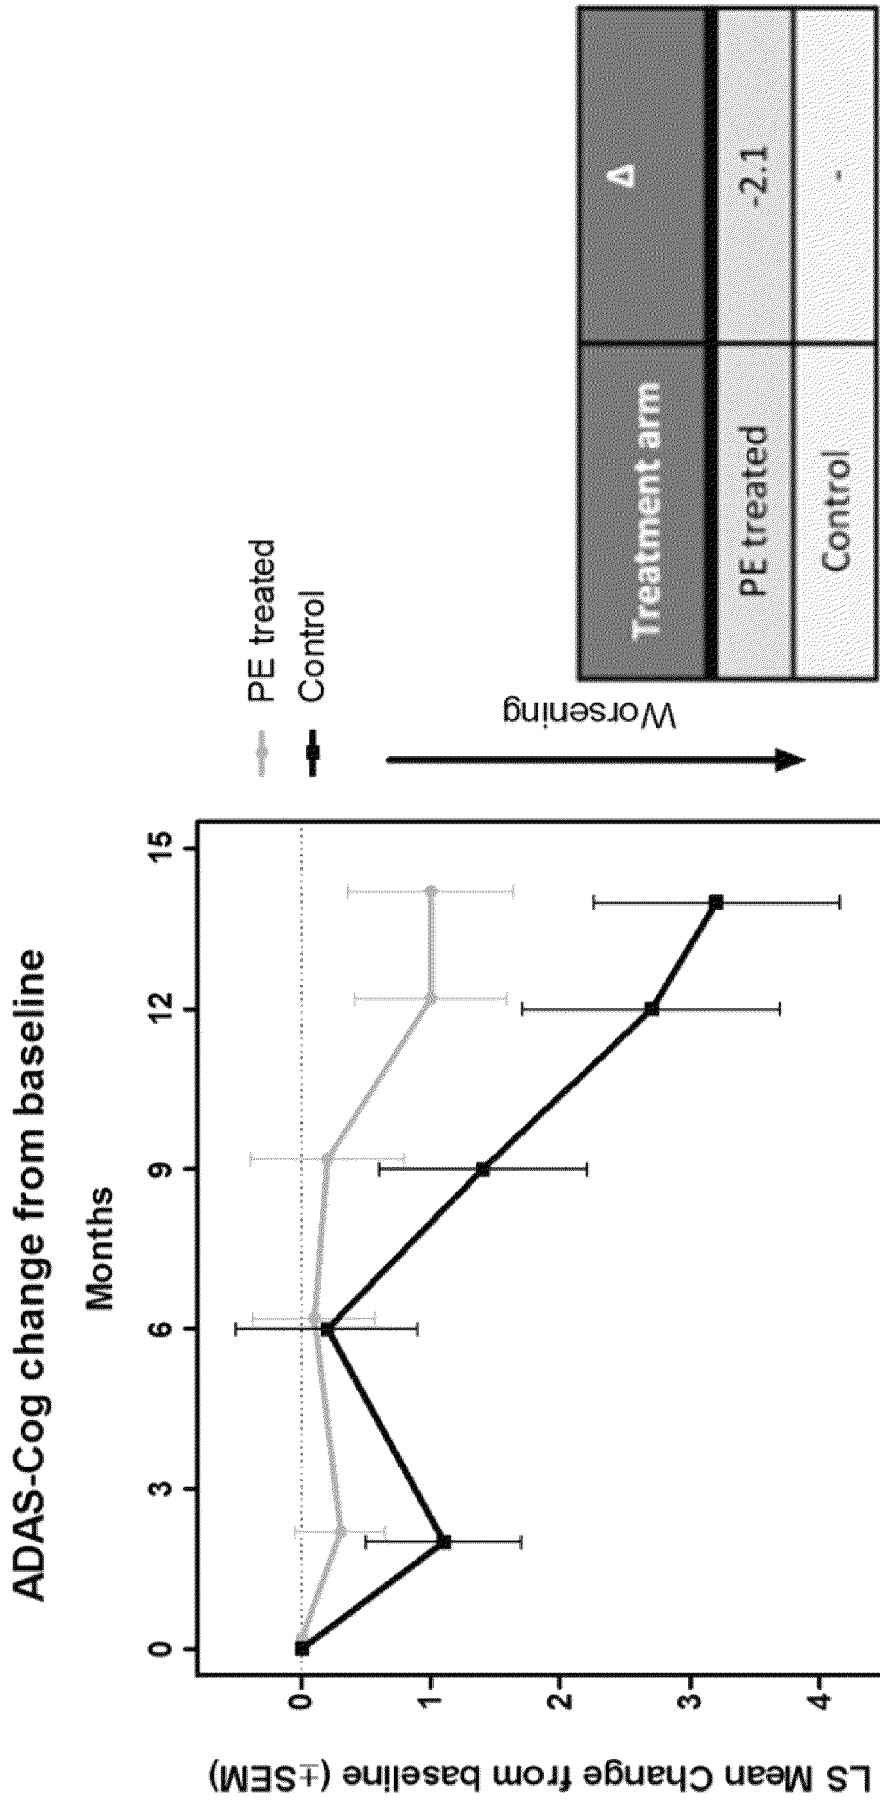 ADAS-Cog change from baseline
Months
0 3 6 9 12 15
LS Mean Change from baseline (±SEM)
0
1
2
3
4
PE treated
Control
Worsening
Treatment arm Δ
PE treated -2.1
Control -